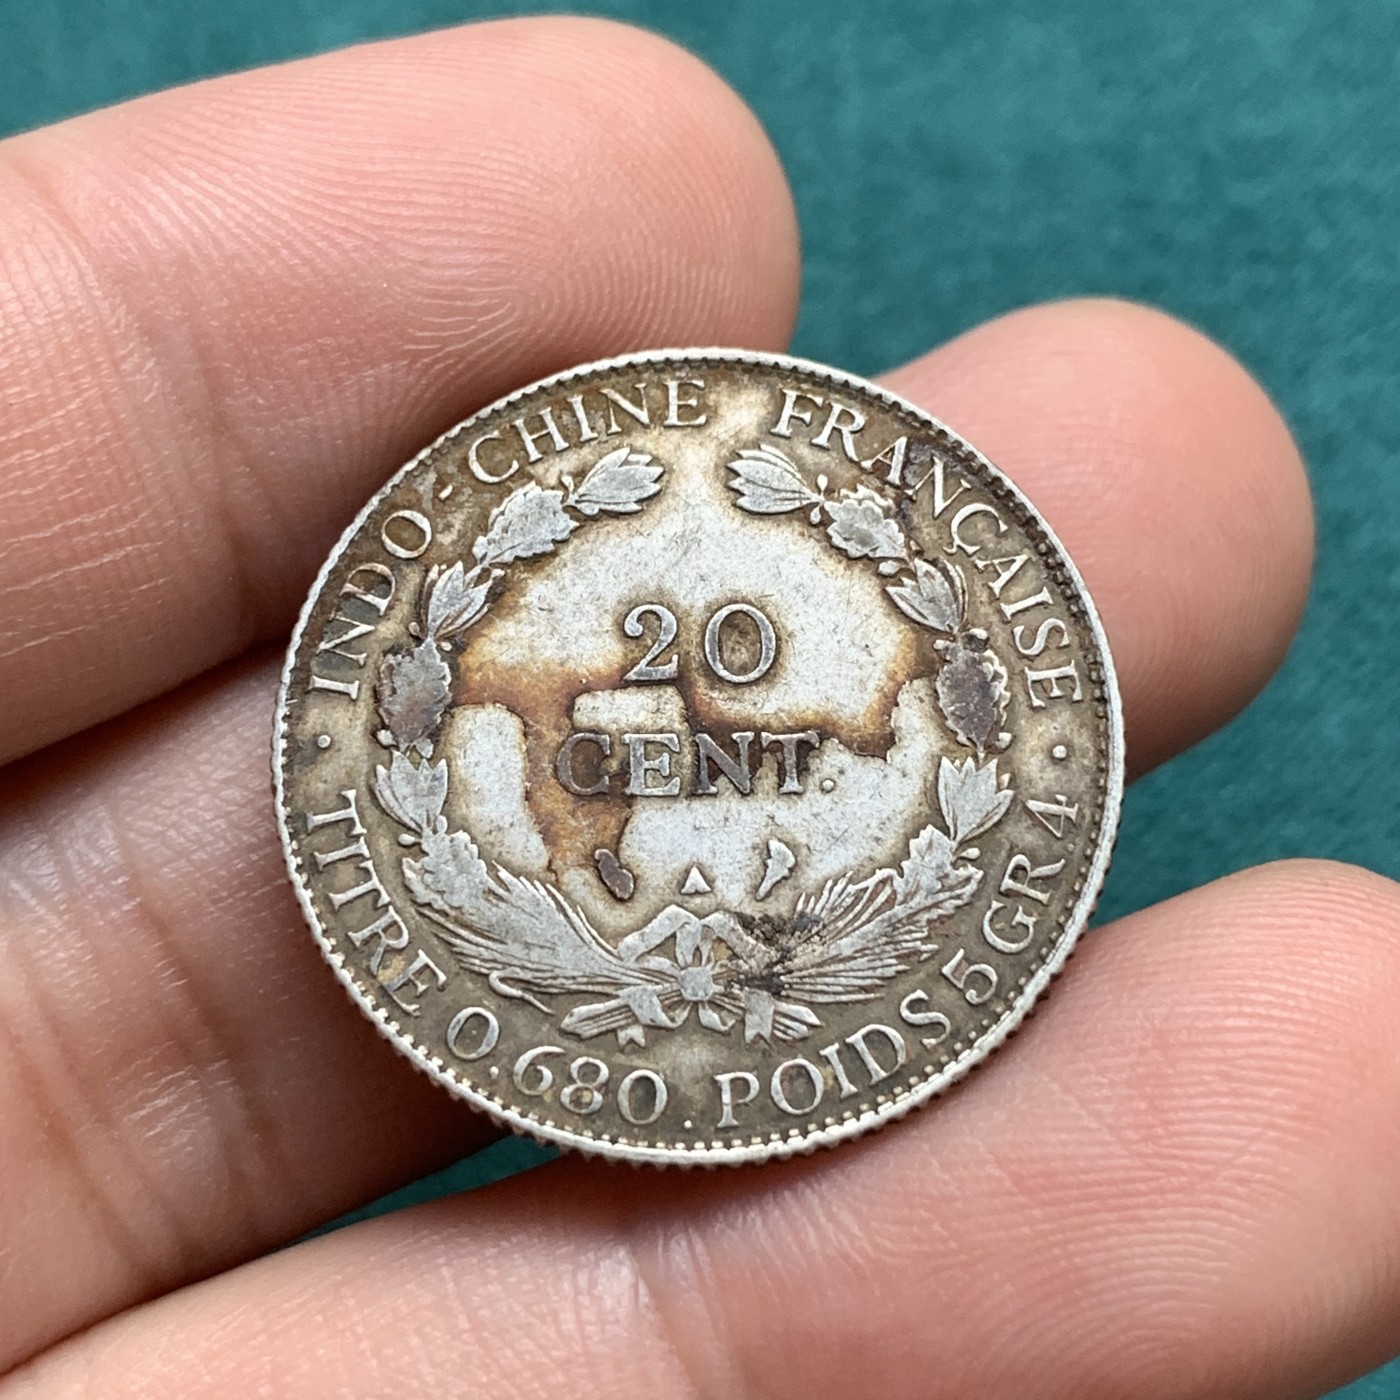 INDO-CHINE FRANÇAISE
20
CENT.
A
· TITRE 0.680 . POIDS 5GR.4 ·